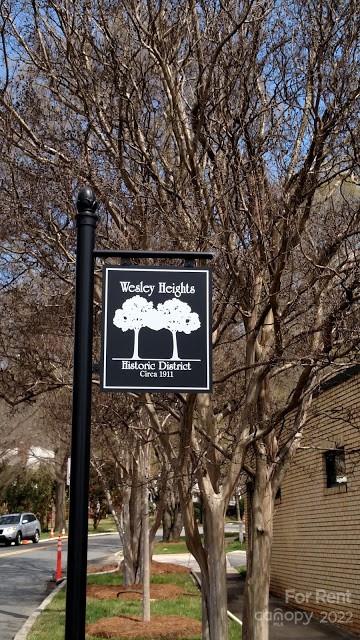 Wesley Heights
Historic District
Circa 1911
For Rent
canopy 2022